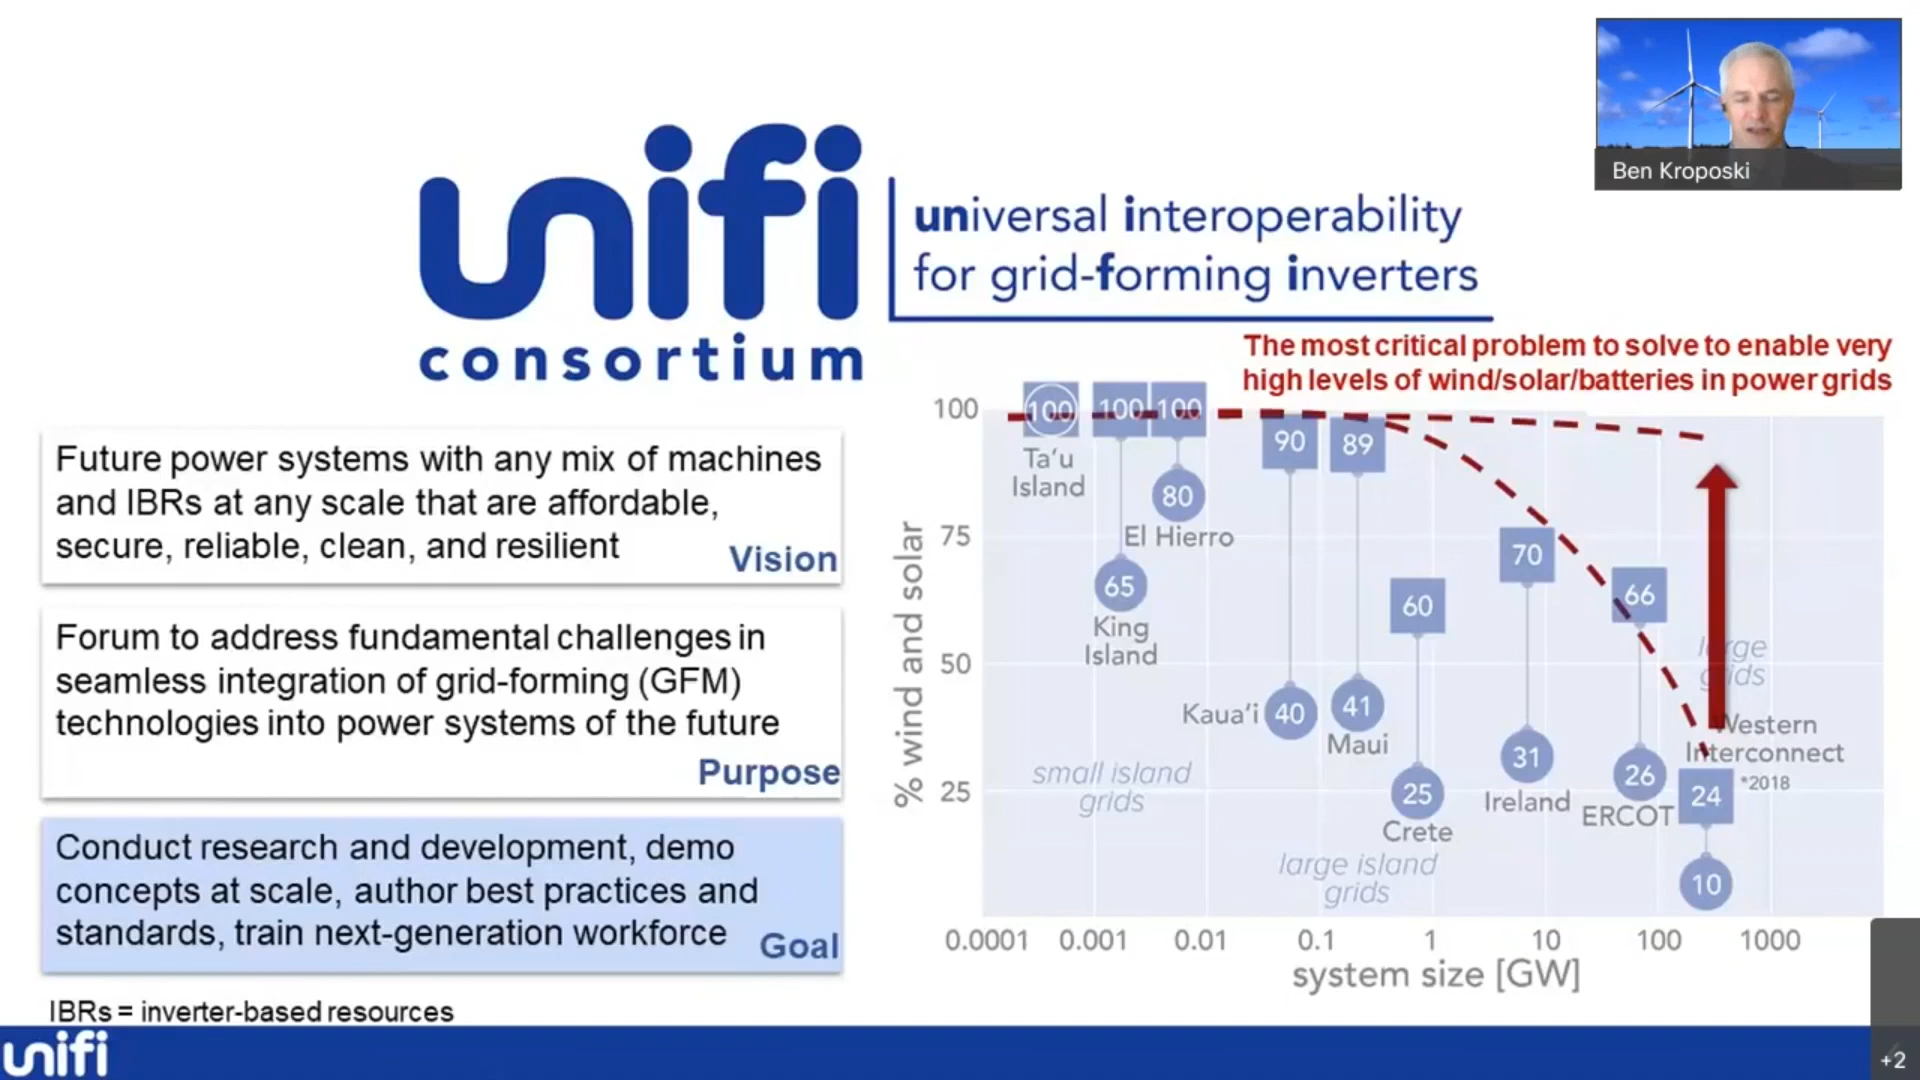 Ben Kroposki
unifi
consortium
universal interoperability
for grid-forming inverters
The most critical problem to solve to enable very
high levels of wind/solar/batteries in power grids
Future power systems with any mix of machines
and IBRs at any scale that are affordable,
secure, reliable, clean, and resilient
Vision
Forum to address fundamental challenges in
seamless integration of grid-forming (GFM)
technologies into power systems of the future
Purpose
Conduct research and development, demo
concepts at scale, author best practices and
standards, train next-generation workforce
Goal
IBRs = inverter-based resources
% wind and solar
100
75
50
25
100
Ta‘u
Island
100
65
King
Island
100
80
El Hierro
90
Kaua‘i
40
89
41
Maui
60
25
Crete
70
31
Ireland
66
26
ERCOT
large
grids
Western
Interconnect
*2018
24
10
small island
grids
large island
grids
0.0001 0.001 0.01 0.1 1 10 100 1000
system size [GW]
unifi
+2